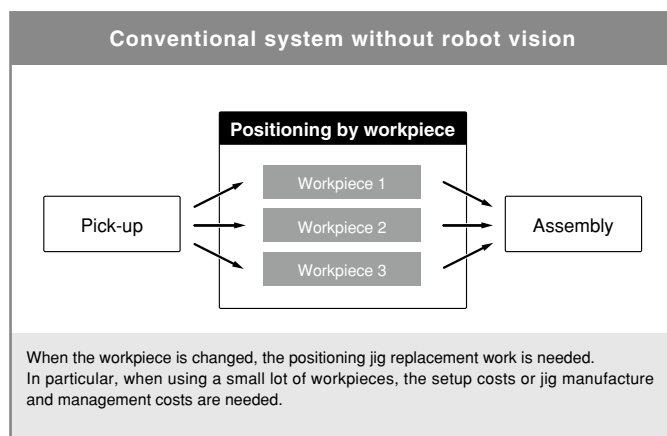 Conventional system without robot vision
Positioning by workpiece
Workpiece 1
Pick-up
Workpiece 2
Assembly
Workpiece 3
When the workpiece is changed, the positioning jig replacement work is needed.
In particular, when using a small lot of workpieces, the setup costs or jig manufacture
and management costs are needed.